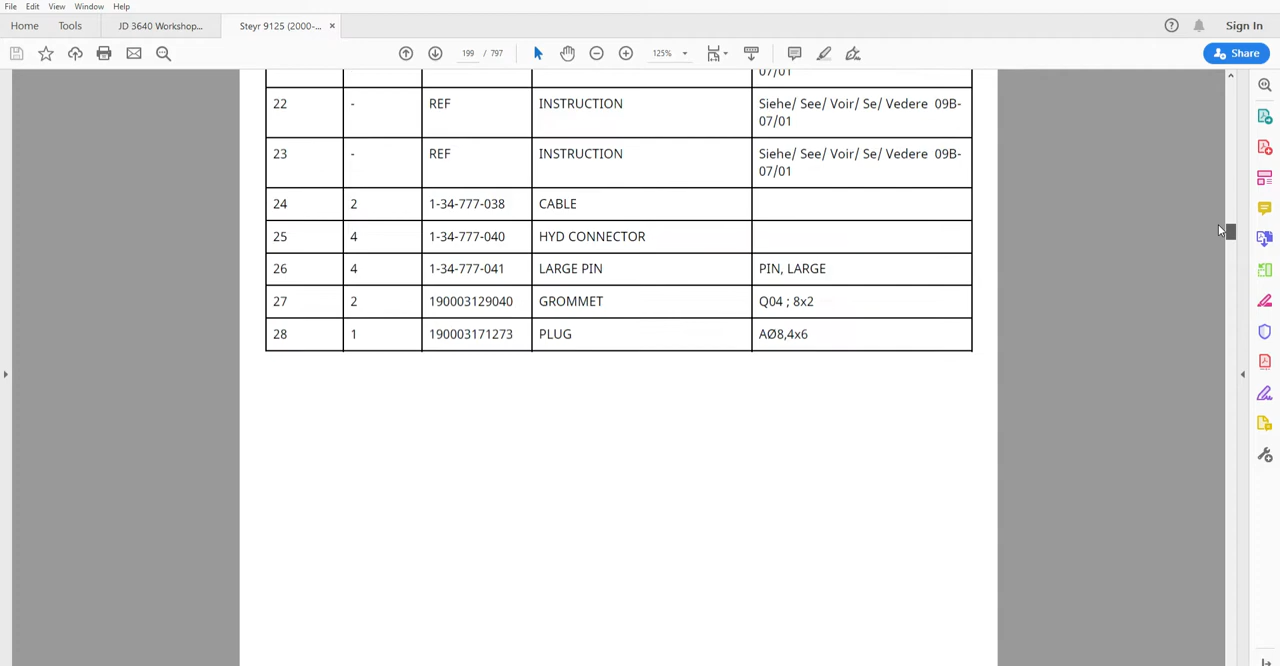 File Edit View Window Help
Home Tools JD 3640 Workshop... Steyr 9125 (2000-... × Sign In
199 / 797 125% Share
07/01
22 - REF INSTRUCTION Siehe/ See/ Voir/ Se/ Vedere 09B-
07/01
23 - REF INSTRUCTION Siehe/ See/ Voir/ Se/ Vedere 09B-
07/01
24 2 1-34-777-038 CABLE
25 4 1-34-777-040 HYD CONNECTOR
26 4 1-34-777-041 LARGE PIN PIN, LARGE
27 2 190003129040 GROMMET Q04 ; 8x2
28 1 190003171273 PLUG AØ8,4x6